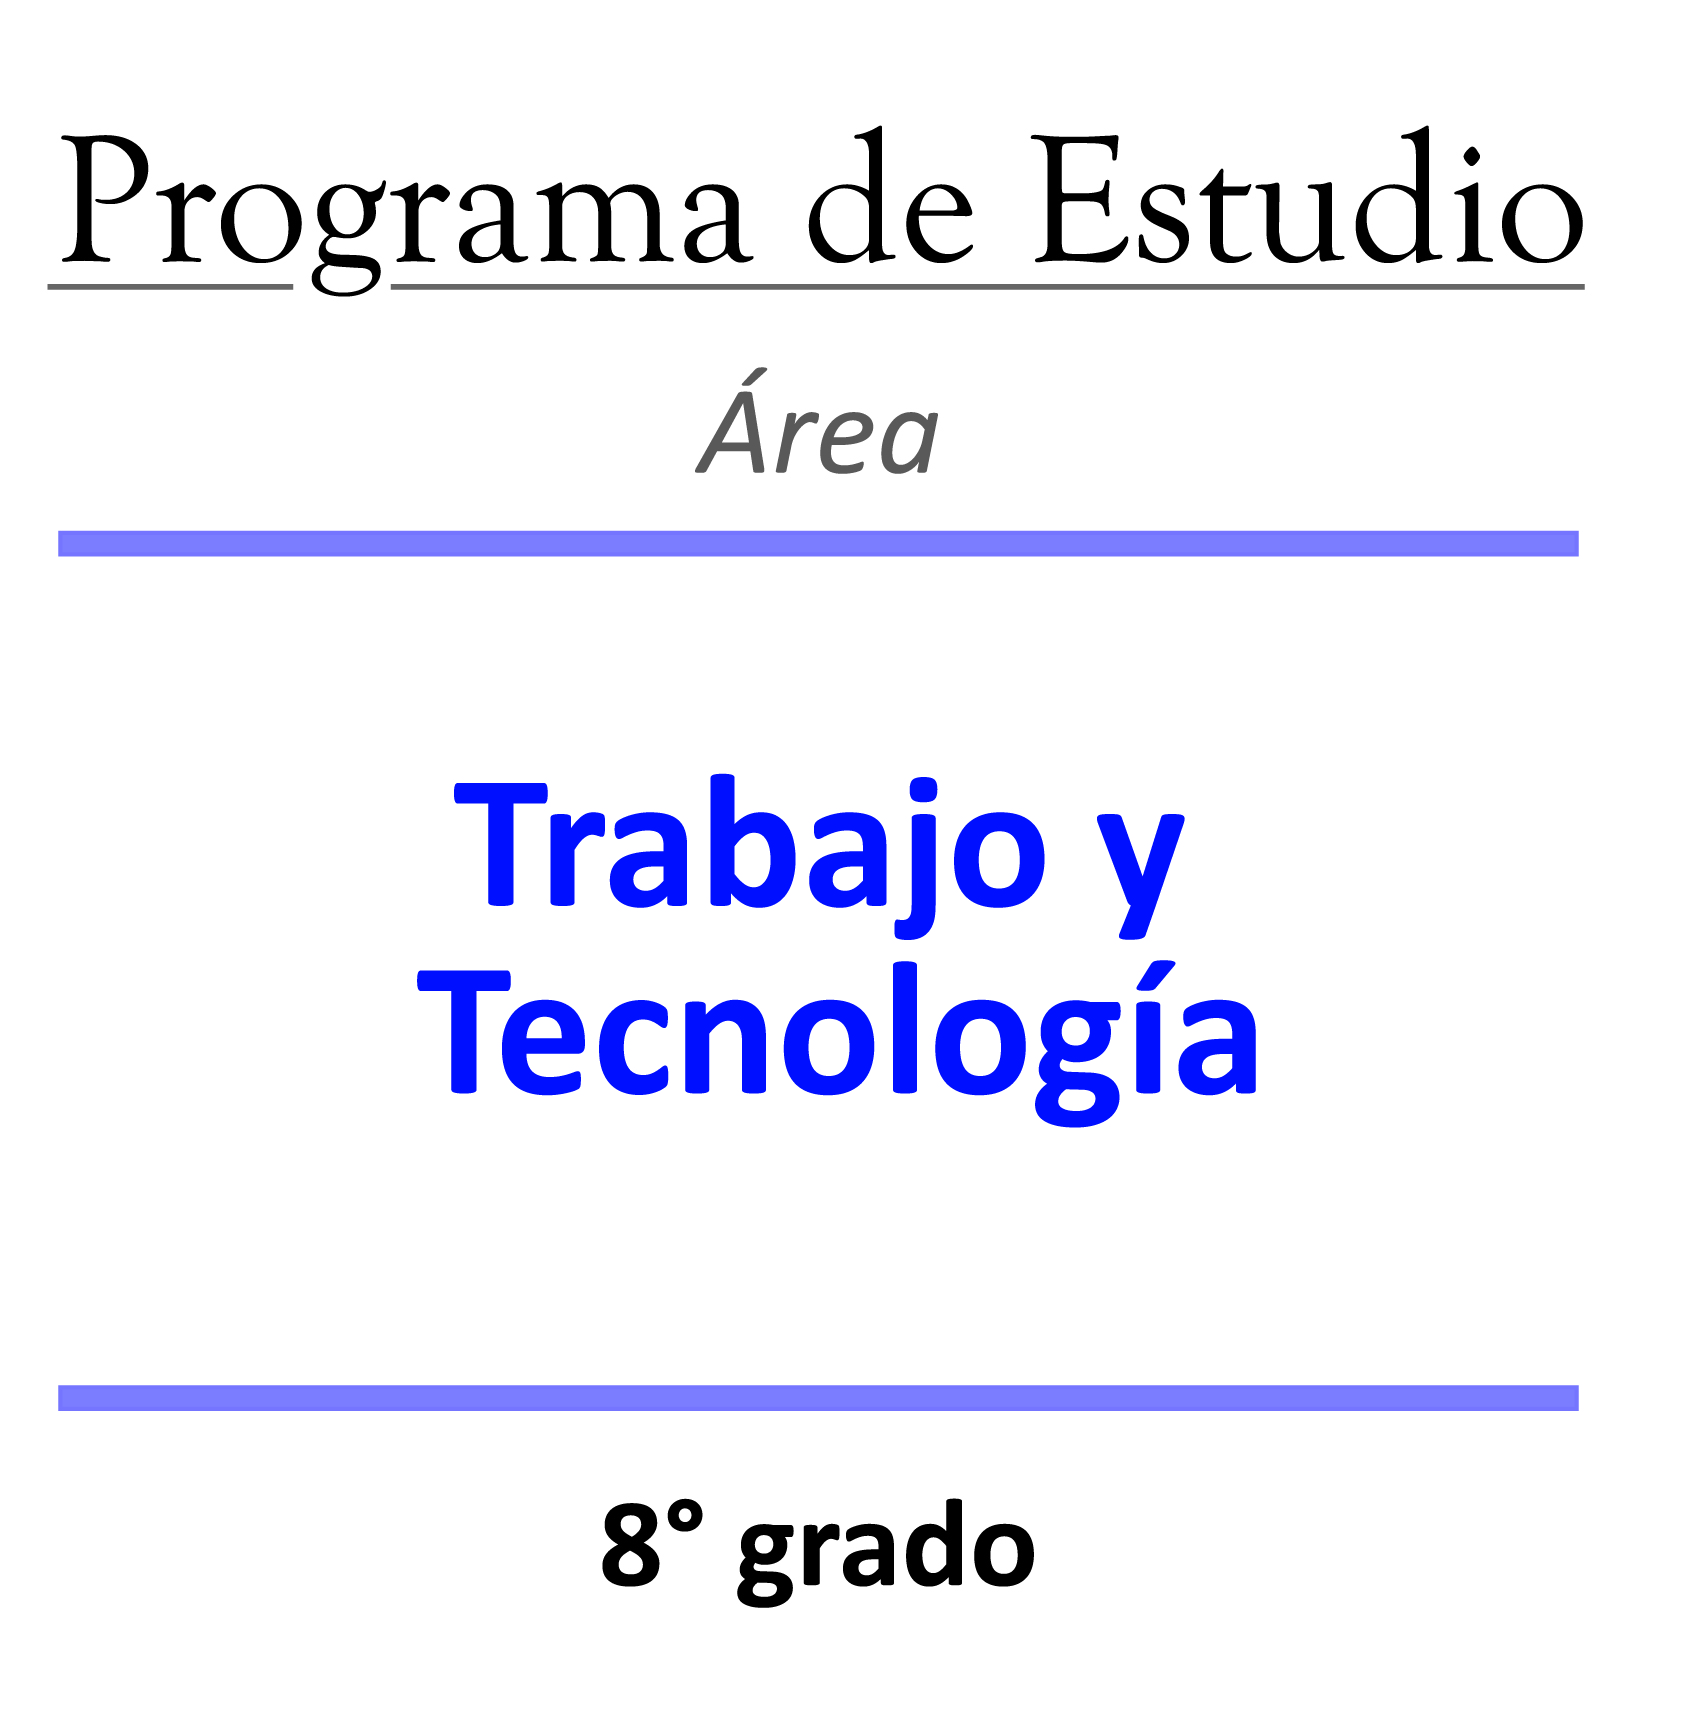 Programa de Estudio
Área
Trabajo y
Tecnología
8° grado